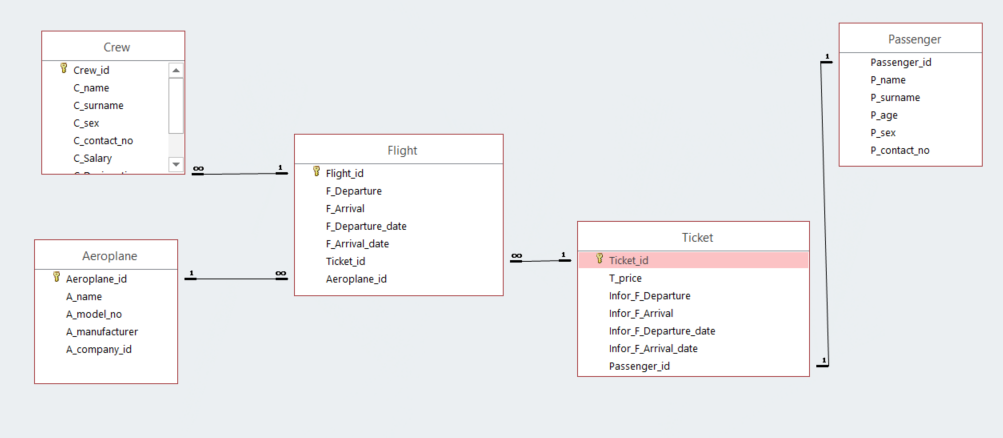 Crew
Crew_id
C_name
C_surname
C_sex
C_contact_no
C_Salary
∞
1
Aeroplane
Aeroplane_id
A_name
A_model_no
A_manufacturer
A_company_id
1
∞
Flight
Flight_id
F_Departure
F_Arrival
F_Departure_date
F_Arrival_date
Ticket_id
Aeroplane_id
∞
1
Ticket
Ticket_id
T_price
Infor_F_Departure
Infor_F_Arrival
Infor_F_Departure_date
Infor_F_Arrival_date
Passenger_id
1
1
Passenger
Passenger_id
P_name
P_surname
P_age
P_sex
P_contact_no